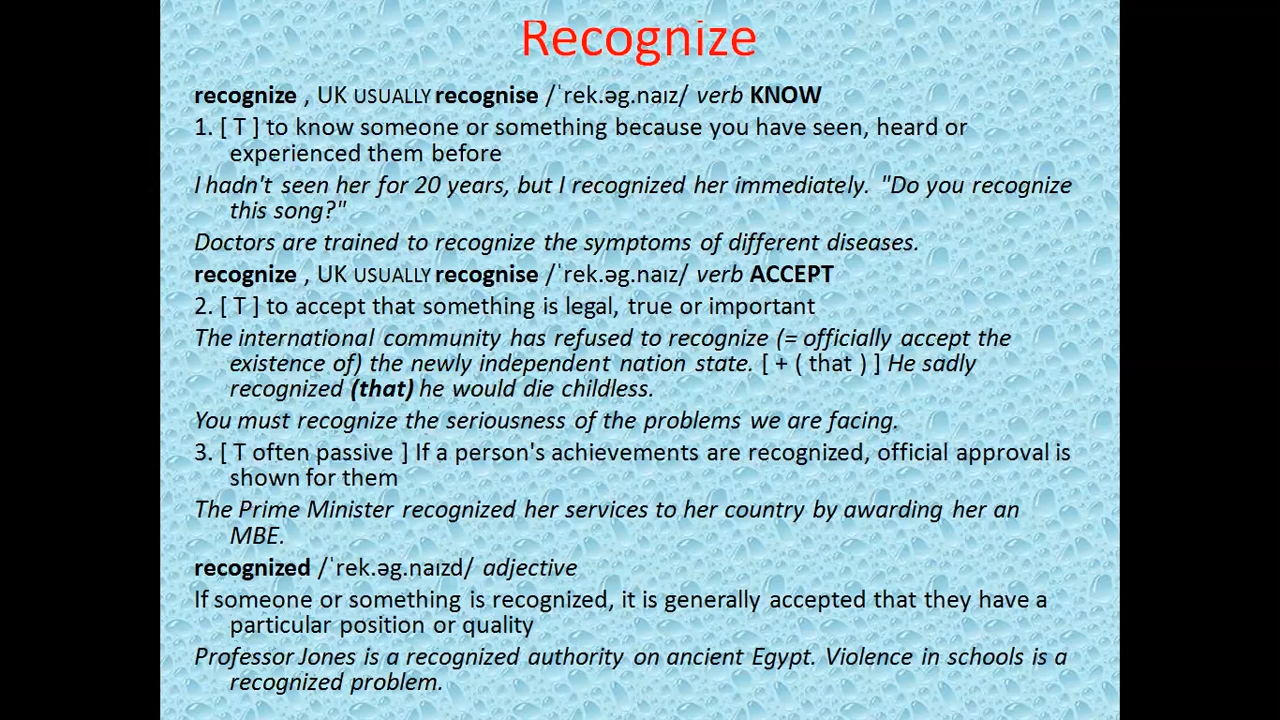 Recognize
recognize , UK USUALLY recognise /ˈrek.əg.naɪz/ verb KNOW
1. [ T ] to know someone or something because you have seen, heard or
experienced them before
I hadn't seen her for 20 years, but I recognized her immediately. "Do you recognize
this song?"
Doctors are trained to recognize the symptoms of different diseases.
recognize , UK USUALLY recognise /ˈrek.əg.naɪz/ verb ACCEPT
2. [ T ] to accept that something is legal, true or important
The international community has refused to recognize (= officially accept the
existence of) the newly independent nation state. [ + ( that ) ] He sadly
recognized (that) he would die childless.
You must recognize the seriousness of the problems we are facing.
3. [ T often passive ] If a person's achievements are recognized, official approval is
shown for them
The Prime Minister recognized her services to her country by awarding her an
MBE.
recognized /ˈrek.əg.naɪzd/ adjective
If someone or something is recognized, it is generally accepted that they have a
particular position or quality
Professor Jones is a recognized authority on ancient Egypt. Violence in schools is a
recognized problem.